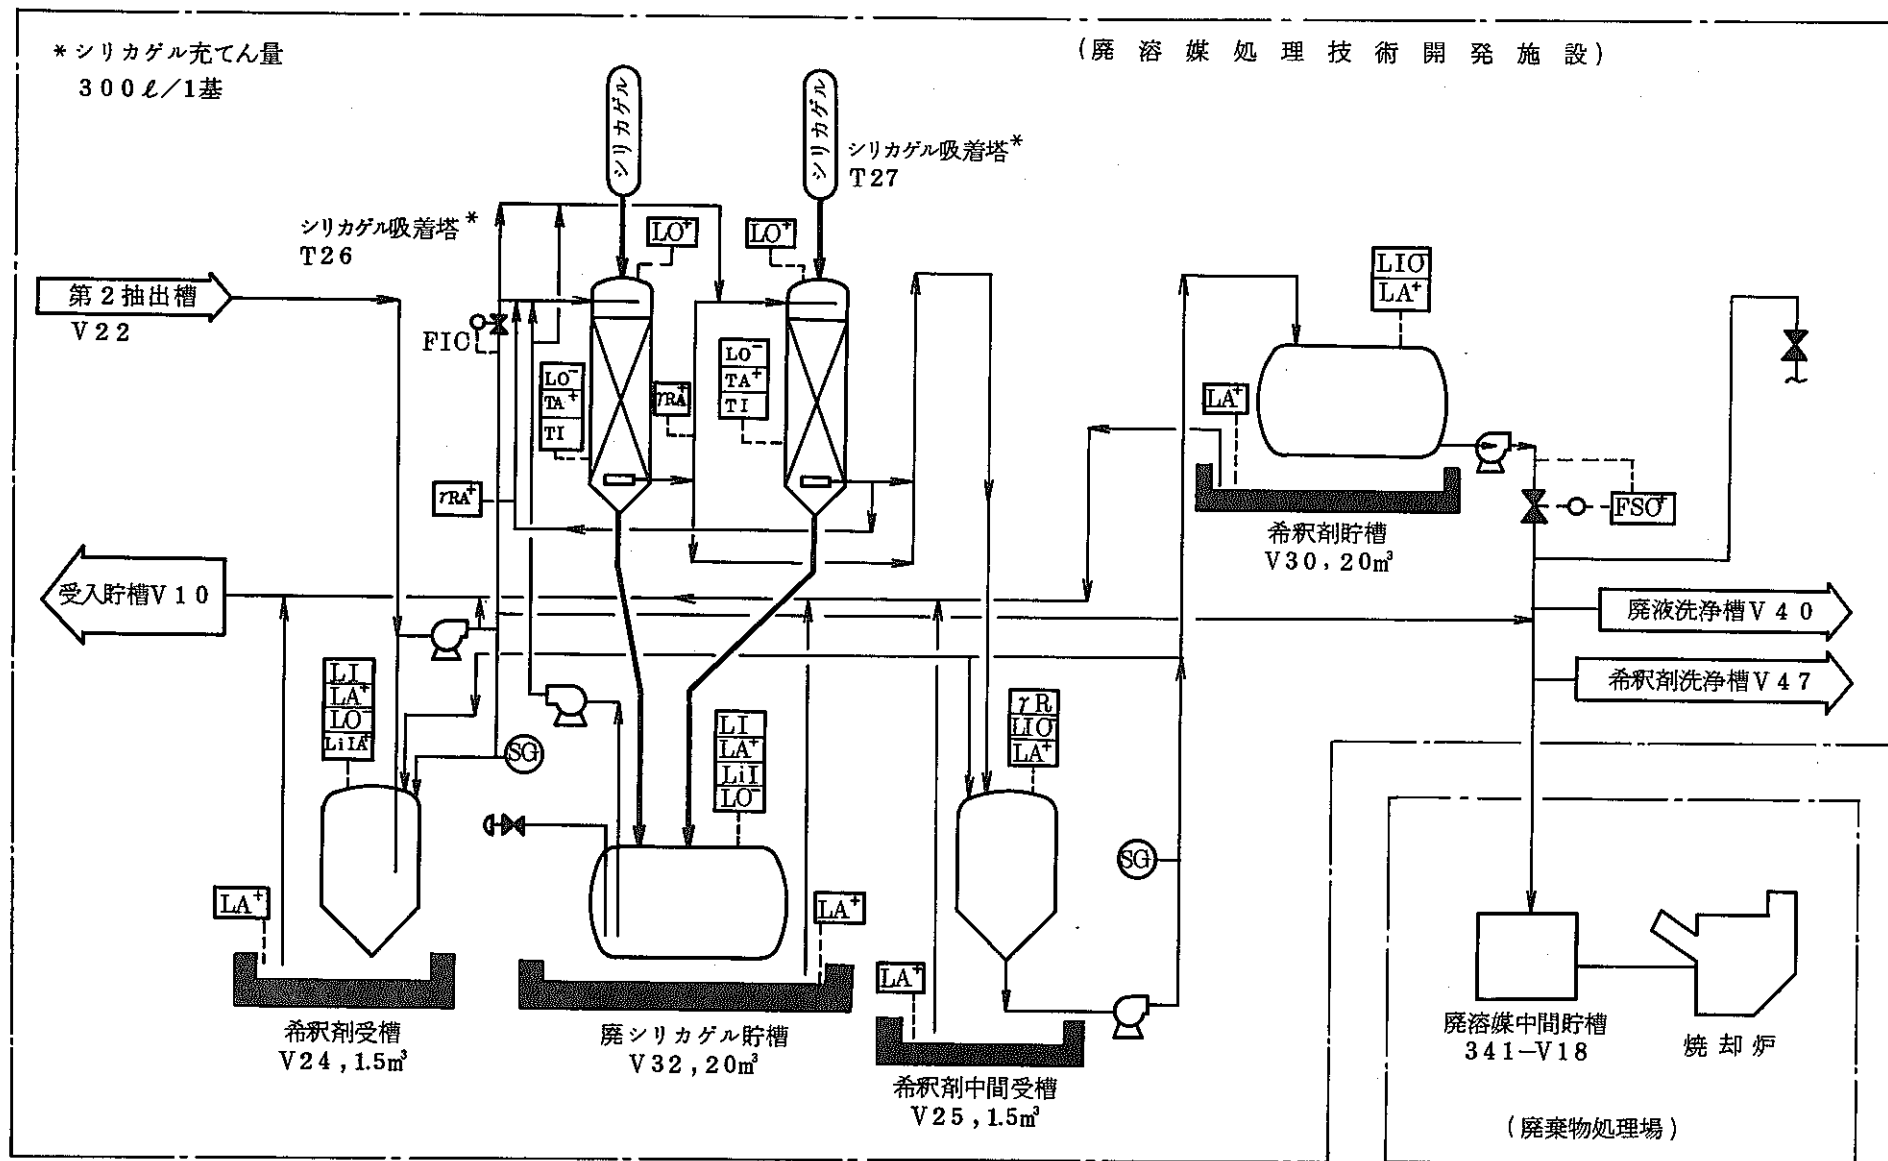 *シリカゲル充てん量
300ℓ/1基
(廃溶媒処理技術開発施設)
シリカゲル
シリカゲル
シリカゲル吸着塔*
T27
シリカゲル吸着塔*
T26
LO⁺
LO⁺
第2抽出槽
V22
FIC
LIO⁻
LA⁺
LO⁻
TA⁺
TI
γRA⁺
LO⁻
TA⁺
TI
LA⁺
γRA⁺
FSO⁺
希釈剤貯槽
V30,20m³
受入貯槽V10
廃液洗浄槽V40
希釈剤洗浄槽V47
LI
LA⁺
LO⁻
LiIA⁺
SG
LI
LA⁺
LiI
LO⁻
γR
LIO⁻
LA⁺
SG
LA⁺
LA⁺
LA⁺
希釈剤受槽
V24,1.5m³
廃シリカゲル貯槽
V32,20m³
希釈剤中間受槽
V25,1.5m³
廃溶媒中間貯槽
341-V18
焼却炉
(廃棄物処理場)